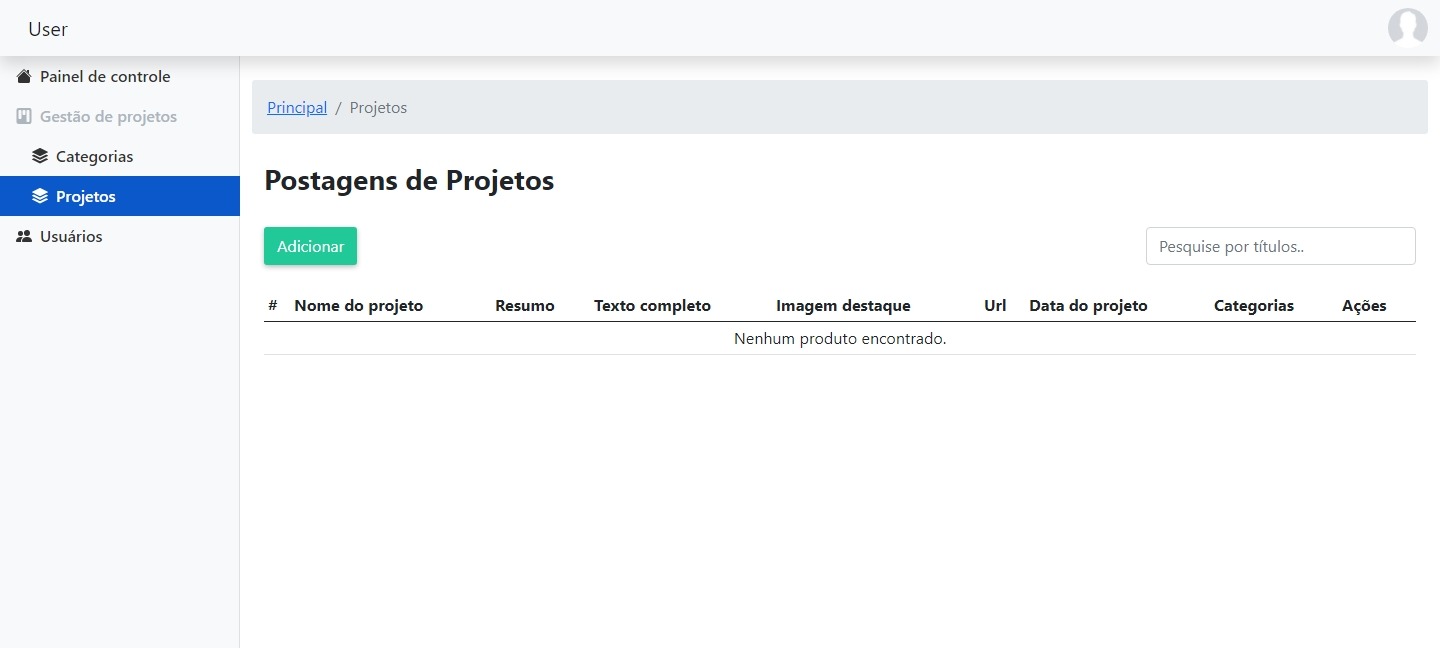 User
Painel de controle
Gestão de projetos
Categorias
Projetos
Usuários
Principal / Projetos
Postagens de Projetos
Adicionar
Pesquise por títulos..
# Nome do projeto Resumo Texto completo Imagem destaque Url Data do projeto Categorias Ações
Nenhum produto encontrado.